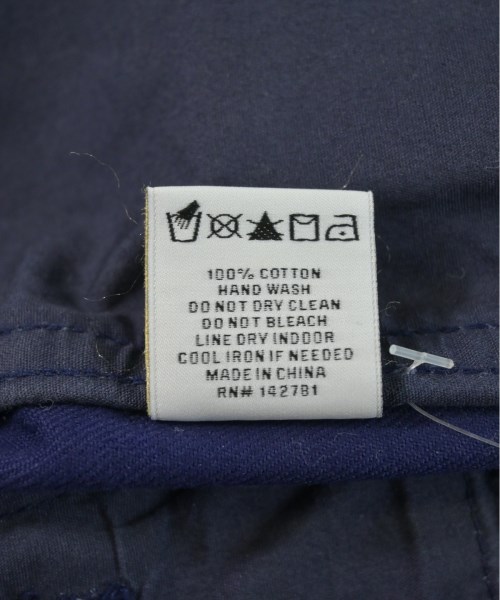 100% COTTON
HAND WASH
DO NOT DRY CLEAN
DO NOT BLEACH
LINE DRY INDOOR
COOL IRON IF NEEDED
MADE IN CHINA
RN# 142781